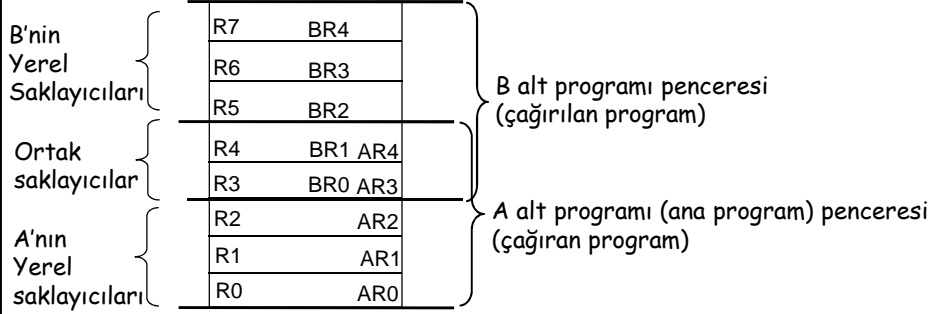 B'nin
Yerel
Saklayıcıları
R7 BR4
R6 BR3
R5 BR2
B alt programı penceresi
(çağırılan program)
Ortak
saklayıcılar
R4 BR1 AR4
R3 BR0 AR3
A'nın
Yerel
saklayıcıları
R2 AR2
R1 AR1
R0 AR0
A alt programı (ana program) penceresi
(çağıran program)